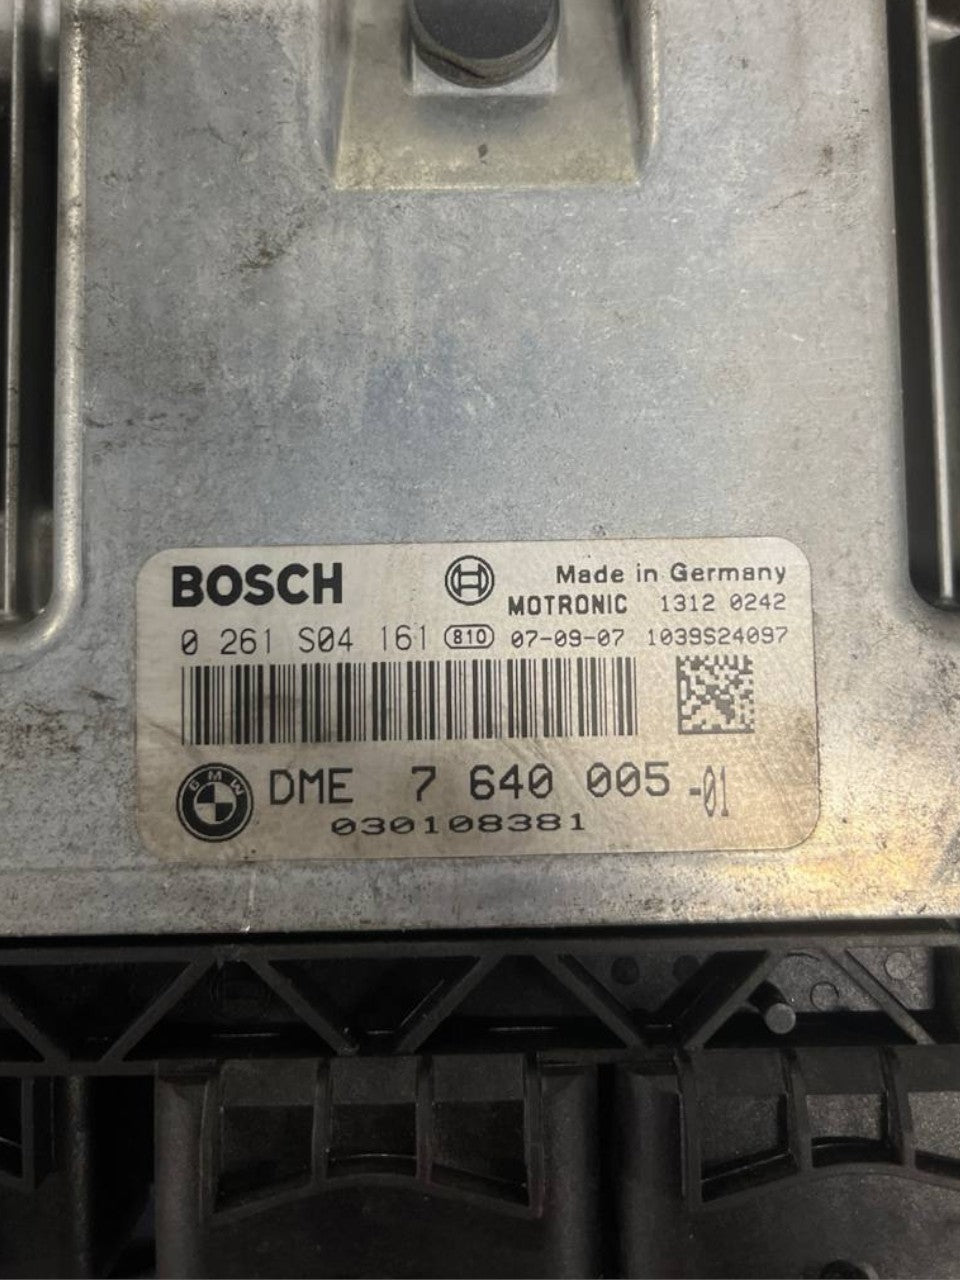 BOSCH Made in Germany
MOTRONIC 1312 0242
0 261 S04 161 810 07-09-07 1039S24097
BMW DME 7 640 005 -01
030108381